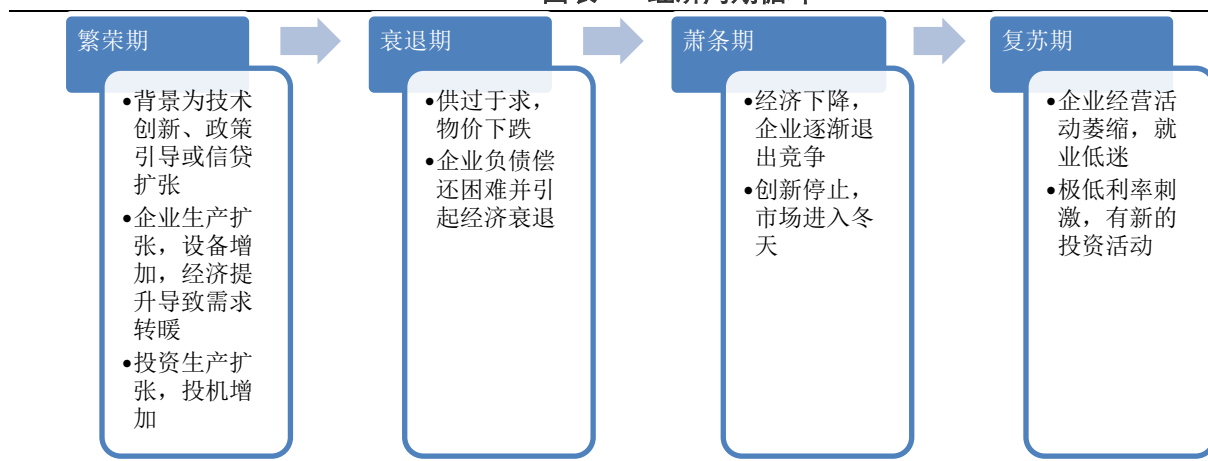 繁荣期
•背景为技术
创新、政策
引导或信贷
扩张
•企业生产扩
张，设备增
加，经济提
升导致需求
转暖
•投资生产扩
张，投机增
加
衰退期
•供过于求，
物价下跌
•企业负债偿
还困难并引
起经济衰退
萧条期
•经济下降，
企业逐渐退
出竞争
•创新停止，
市场进入冬
天
复苏期
•企业经营活
动萎缩，就
业低迷
•极低利率刺
激，有新的
投资活动